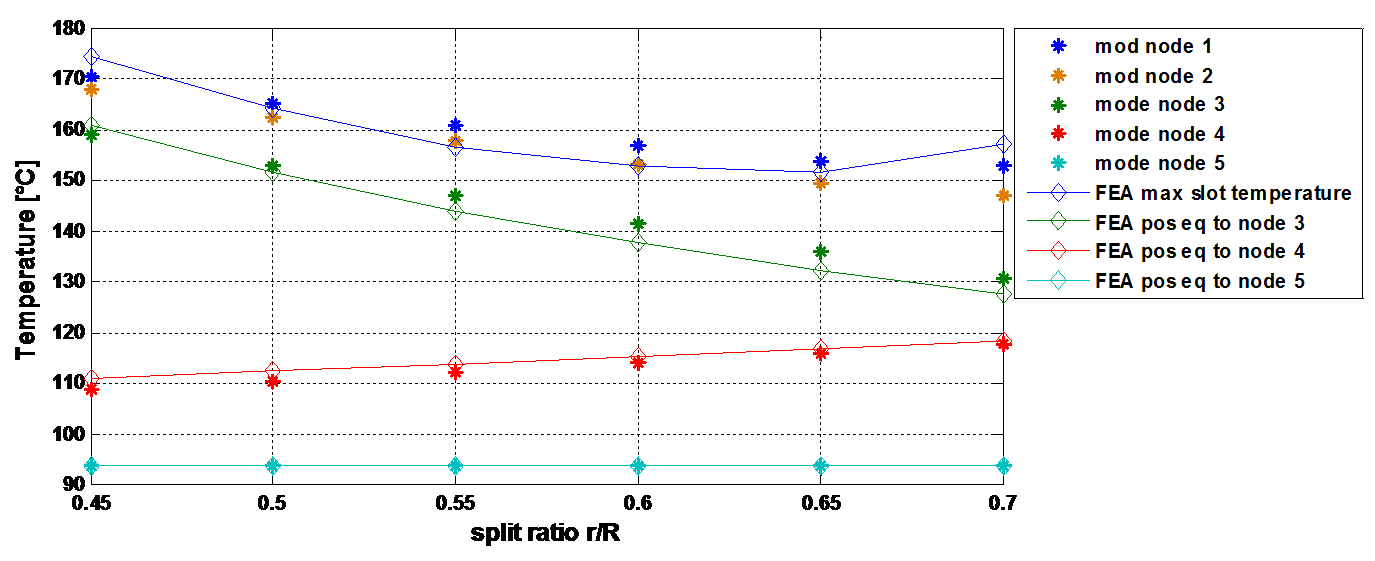 180
170
160
150
140
130
120
110
100
90
Temperature [°C]
0.45
0.5
0.55
0.6
0.65
0.7
split ratio r/R
mod node 1
mod node 2
mode node 3
mode node 4
mode node 5
FEA max slot temperature
FEA pos eq to node 3
FEA pos eq to node 4
FEA pos eq to node 5